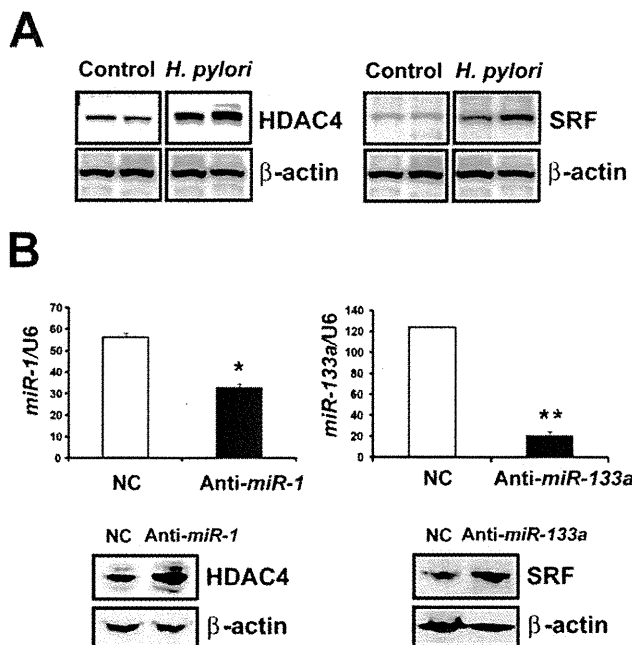 A
Control H. pylori
HDAC4
β-actin
Control H. pylori
SRF
β-actin
B
miR-1/U6
70
60
50
40
30
20
10
0
*
NC Anti-miR-1
miR-133a/U6
140
120
100
80
60
40
20
0
**
NC Anti-miR-133a
NC Anti-miR-1
HDAC4
β-actin
NC Anti-miR-133a
SRF
β-actin